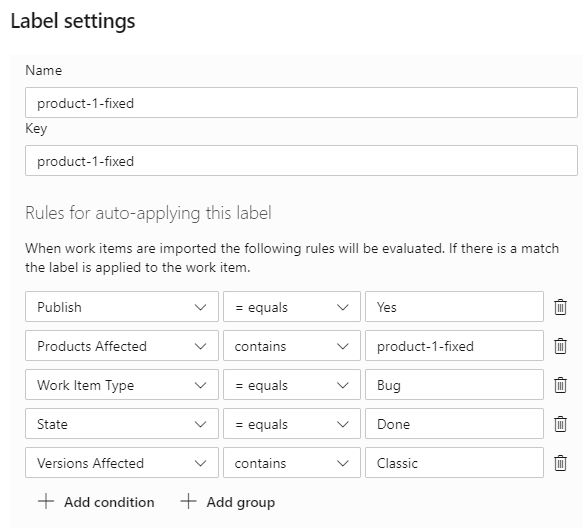 Label settings
Name
product-1-fixed
Key
product-1-fixed
Rules for auto-applying this label
When work items are imported the following rules will be evaluated. If there is a match
the label is applied to the work item.
Publish = equals Yes
Products Affected contains product-1-fixed
Work Item Type = equals Bug
State = equals Done
Versions Affected contains Classic
+ Add condition + Add group